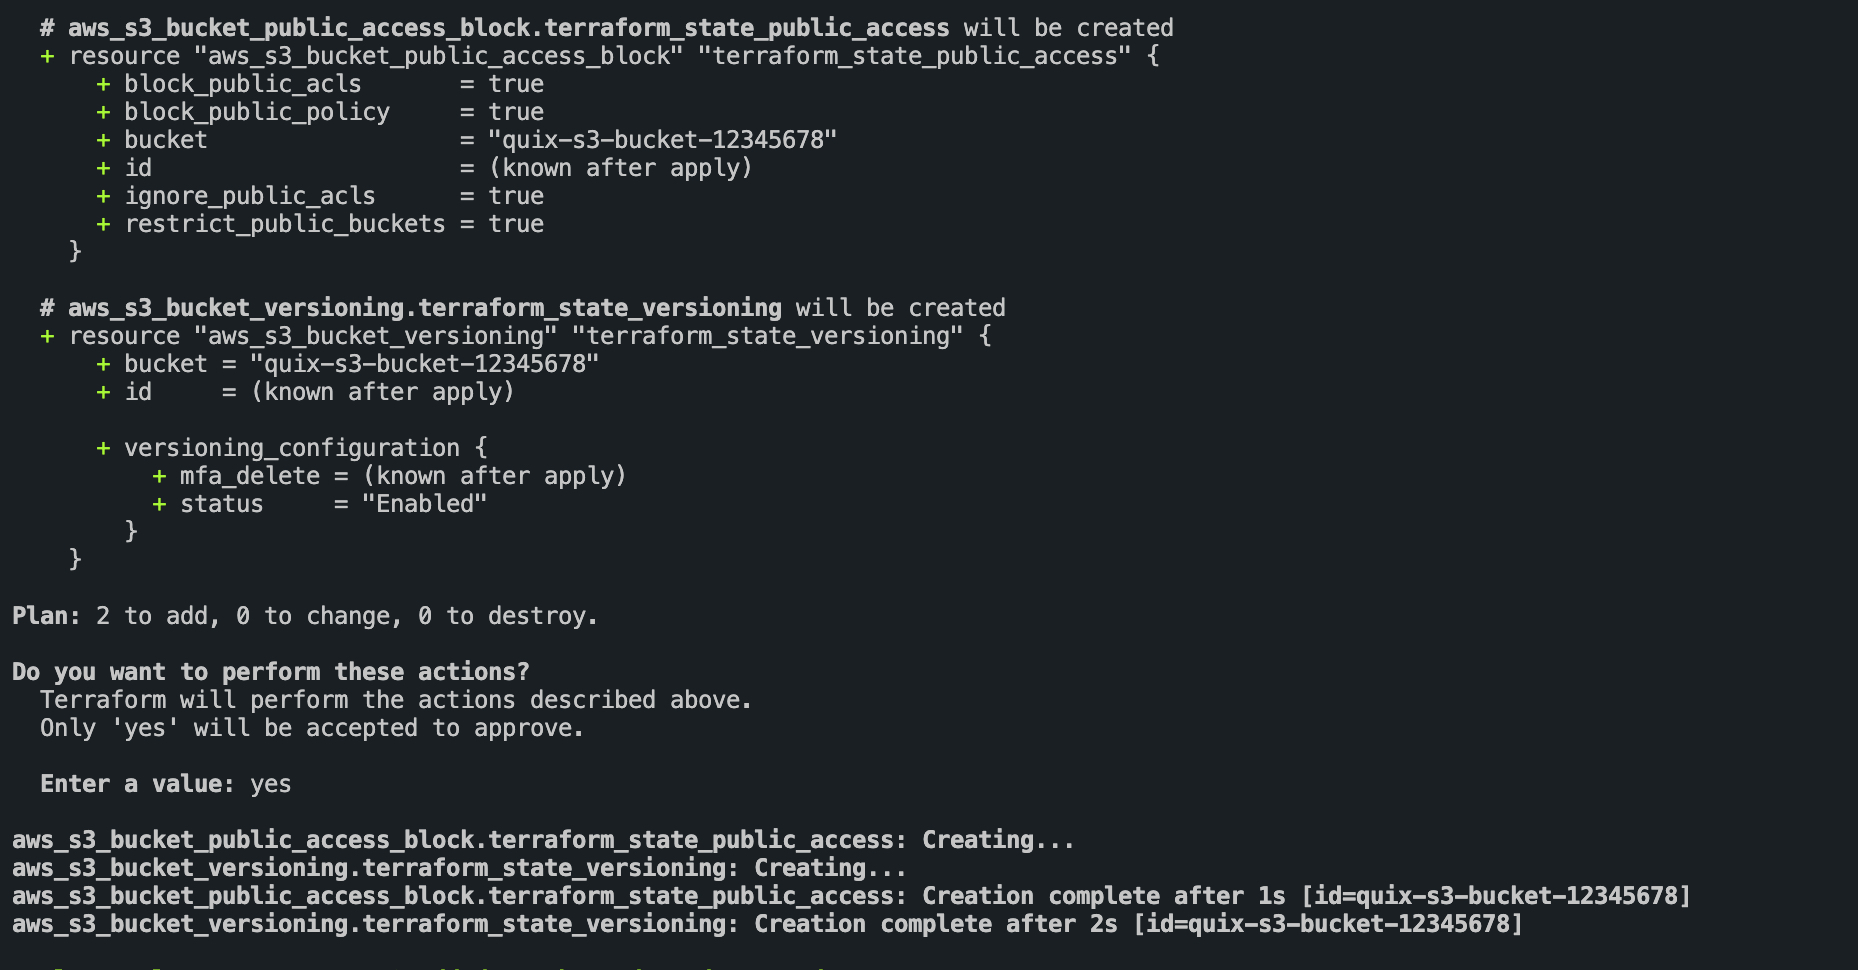 # aws_s3_bucket_public_access_block.terraform_state_public_access will be created
+ resource "aws_s3_bucket_public_access_block" "terraform_state_public_access" {
+ block_public_acls       = true
+ block_public_policy     = true
+ bucket                  = "quix-s3-bucket-12345678"
+ id                      = (known after apply)
+ ignore_public_acls      = true
+ restrict_public_buckets = true
}
# aws_s3_bucket_versioning.terraform_state_versioning will be created
+ resource "aws_s3_bucket_versioning" "terraform_state_versioning" {
+ bucket = "quix-s3-bucket-12345678"
+ id     = (known after apply)
+ versioning_configuration {
+ mfa_delete = (known after apply)
+ status     = "Enabled"
}
}
Plan: 2 to add, 0 to change, 0 to destroy.
Do you want to perform these actions?
Terraform will perform the actions described above.
Only 'yes' will be accepted to approve.
Enter a value: yes
aws_s3_bucket_public_access_block.terraform_state_public_access: Creating...
aws_s3_bucket_versioning.terraform_state_versioning: Creating...
aws_s3_bucket_public_access_block.terraform_state_public_access: Creation complete after 1s [id=quix-s3-bucket-12345678]
aws_s3_bucket_versioning.terraform_state_versioning: Creation complete after 2s [id=quix-s3-bucket-12345678]